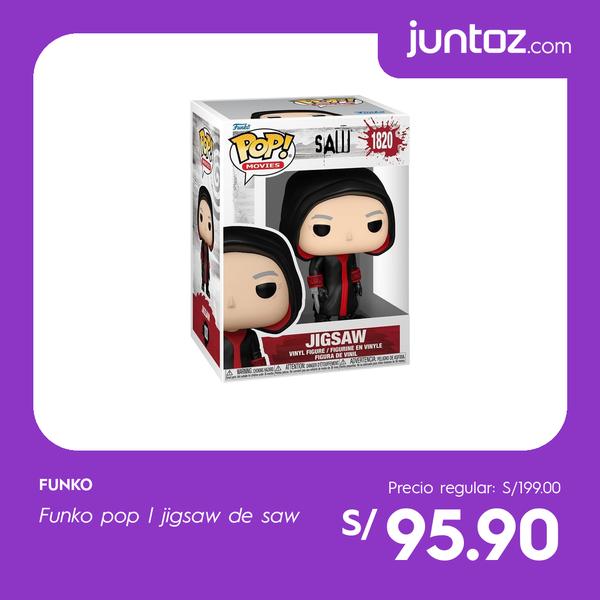 juntoz.com
Funko
POP!
MOVIES
SAW
1820
JIGSAW
VINYL FIGURE / FIGURINE EN VINYLE
FIGURA DE VINIL
FUNKO
Precio regular: S/199.00
Funko pop | jigsaw de saw
S/ 95.90